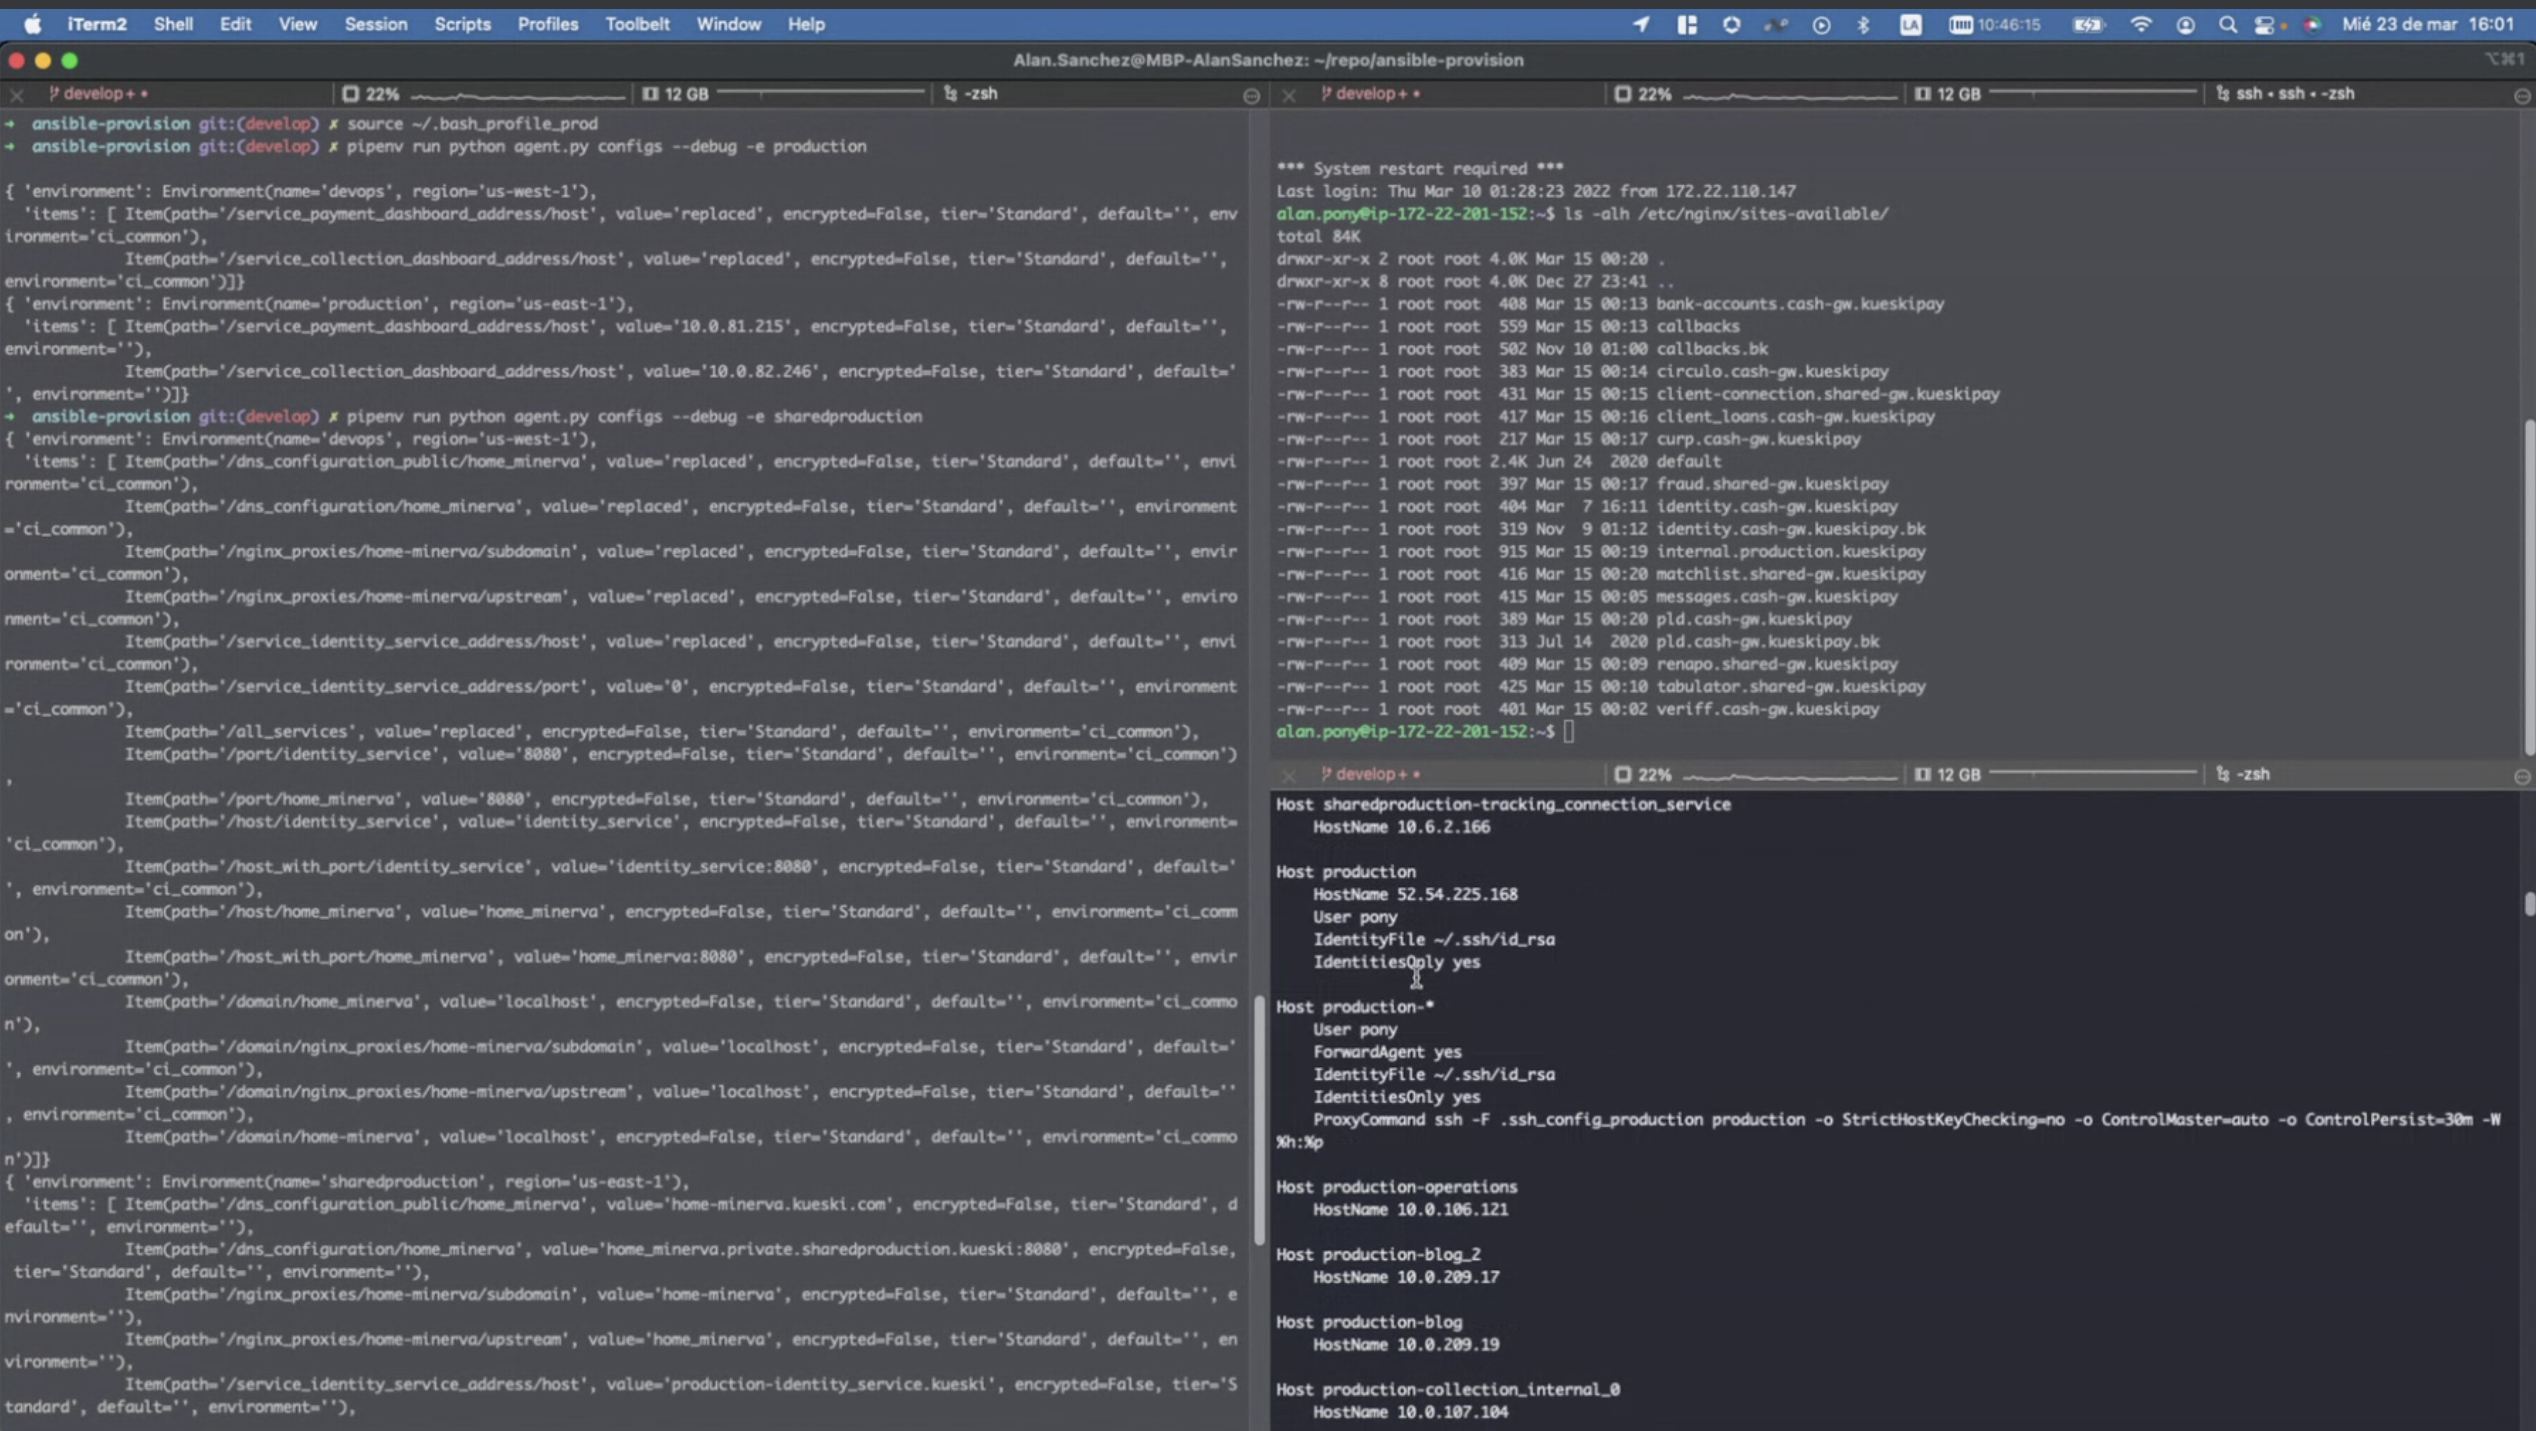 iTerm2 Shell Edit View Session Scripts Profiles Toolbelt Window Help LA 10:46:15 Mié 23 de mar 16:01
Alan.Sanchez@MBP-AlanSanchez: ~/repo/ansible-provision ⌥⌘1
develop+ • 22% 12 GB -zsh
➜ ansible-provision git:(develop) ✗ source ~/.bash_profile_prod
➜ ansible-provision git:(develop) ✗ pipenv run python agent.py configs --debug -e production
{ 'environment': Environment(name='devops', region='us-west-1'),
'items': [ Item(path='/service_payment_dashboard_address/host', value='replaced', encrypted=False, tier='Standard', default='', env
ironment='ci_common'),
Item(path='/service_collection_dashboard_address/host', value='replaced', encrypted=False, tier='Standard', default='',
environment='ci_common')]}
{ 'environment': Environment(name='production', region='us-east-1'),
'items': [ Item(path='/service_payment_dashboard_address/host', value='10.0.81.215', encrypted=False, tier='Standard', default='',
environment=''),
Item(path='/service_collection_dashboard_address/host', value='10.0.82.246', encrypted=False, tier='Standard', default='
', environment='')]}
➜ ansible-provision git:(develop) ✗ pipenv run python agent.py configs --debug -e sharedproduction
{ 'environment': Environment(name='devops', region='us-west-1'),
'items': [ Item(path='/dns_configuration_public/home_minerva', value='replaced', encrypted=False, tier='Standard', default='', envi
ronment='ci_common'),
Item(path='/dns_configuration/home_minerva', value='replaced', encrypted=False, tier='Standard', default='', environment
='ci_common'),
Item(path='/nginx_proxies/home-minerva/subdomain', value='replaced', encrypted=False, tier='Standard', default='', envir
onment='ci_common'),
Item(path='/nginx_proxies/home-minerva/upstream', value='replaced', encrypted=False, tier='Standard', default='', enviro
nment='ci_common'),
Item(path='/service_identity_service_address/host', value='replaced', encrypted=False, tier='Standard', default='', envi
ronment='ci_common'),
Item(path='/service_identity_service_address/port', value='0', encrypted=False, tier='Standard', default='', environment
='ci_common'),
Item(path='/all_services', value='replaced', encrypted=False, tier='Standard', default='', environment='ci_common'),
Item(path='/port/identity_service', value='8080', encrypted=False, tier='Standard', default='', environment='ci_common')
,
Item(path='/port/home_minerva', value='8080', encrypted=False, tier='Standard', default='', environment='ci_common'),
Item(path='/host/identity_service', value='identity_service', encrypted=False, tier='Standard', default='', environment=
'ci_common'),
Item(path='/host_with_port/identity_service', value='identity_service:8080', encrypted=False, tier='Standard', default='
', environment='ci_common'),
Item(path='/host/home_minerva', value='home_minerva', encrypted=False, tier='Standard', default='', environment='ci_comm
on'),
Item(path='/host_with_port/home_minerva', value='home_minerva:8080', encrypted=False, tier='Standard', default='', envir
onment='ci_common'),
Item(path='/domain/home_minerva', value='localhost', encrypted=False, tier='Standard', default='', environment='ci_commo
n'),
Item(path='/domain/nginx_proxies/home-minerva/subdomain', value='localhost', encrypted=False, tier='Standard', default='
', environment='ci_common'),
Item(path='/domain/nginx_proxies/home-minerva/upstream', value='localhost', encrypted=False, tier='Standard', default=''
, environment='ci_common'),
Item(path='/domain/home-minerva', value='localhost', encrypted=False, tier='Standard', default='', environment='ci_commo
n')]}
{ 'environment': Environment(name='sharedproduction', region='us-east-1'),
'items': [ Item(path='/dns_configuration_public/home_minerva', value='home-minerva.kueski.com', encrypted=False, tier='Standard', d
efault='', environment=''),
Item(path='/dns_configuration/home_minerva', value='home_minerva.private.sharedproduction.kueski:8080', encrypted=False,
tier='Standard', default='', environment=''),
Item(path='/nginx_proxies/home-minerva/subdomain', value='home-minerva', encrypted=False, tier='Standard', default='', e
nvironment=''),
Item(path='/nginx_proxies/home-minerva/upstream', value='home_minerva', encrypted=False, tier='Standard', default='', en
vironment=''),
Item(path='/service_identity_service_address/host', value='production-identity_service.kueski', encrypted=False, tier='S
tandard', default='', environment=''),
develop+ • 22% 12 GB ssh • ssh • -zsh
*** System restart required ***
Last login: Thu Mar 10 01:28:23 2022 from 172.22.110.147
alan.pony@ip-172-22-201-152:~$ ls -alh /etc/nginx/sites-available/
total 84K
drwxr-xr-x 2 root root 4.0K Mar 15 00:20 .
drwxr-xr-x 8 root root 4.0K Dec 27 23:41 ..
-rw-r--r-- 1 root root 408 Mar 15 00:13 bank-accounts.cash-gw.kueskipay
-rw-r--r-- 1 root root 559 Mar 15 00:13 callbacks
-rw-r--r-- 1 root root 502 Nov 10 01:00 callbacks.bk
-rw-r--r-- 1 root root 383 Mar 15 00:14 circulo.cash-gw.kueskipay
-rw-r--r-- 1 root root 431 Mar 15 00:15 client-connection.shared-gw.kueskipay
-rw-r--r-- 1 root root 417 Mar 15 00:16 client_loans.cash-gw.kueskipay
-rw-r--r-- 1 root root 217 Mar 15 00:17 curp.cash-gw.kueskipay
-rw-r--r-- 1 root root 2.4K Jun 24 2020 default
-rw-r--r-- 1 root root 397 Mar 15 00:17 fraud.shared-gw.kueskipay
-rw-r--r-- 1 root root 404 Mar 7 16:11 identity.cash-gw.kueskipay
-rw-r--r-- 1 root root 319 Nov 9 01:12 identity.cash-gw.kueskipay.bk
-rw-r--r-- 1 root root 915 Mar 15 00:19 internal.production.kueskipay
-rw-r--r-- 1 root root 416 Mar 15 00:20 matchlist.shared-gw.kueskipay
-rw-r--r-- 1 root root 415 Mar 15 00:05 messages.cash-gw.kueskipay
-rw-r--r-- 1 root root 389 Mar 15 00:20 pld.cash-gw.kueskipay
-rw-r--r-- 1 root root 313 Jul 14 2020 pld.cash-gw.kueskipay.bk
-rw-r--r-- 1 root root 409 Mar 15 00:09 renapo.shared-gw.kueskipay
-rw-r--r-- 1 root root 425 Mar 15 00:10 tabulator.shared-gw.kueskipay
-rw-r--r-- 1 root root 401 Mar 15 00:02 veriff.cash-gw.kueskipay
alan.pony@ip-172-22-201-152:~$
develop+ • 22% 12 GB -zsh
Host sharedproduction-tracking_connection_service
HostName 10.6.2.166
Host production
HostName 52.54.225.168
User pony
IdentityFile ~/.ssh/id_rsa
IdentitiesOnly yes
Host production-*
User pony
ForwardAgent yes
IdentityFile ~/.ssh/id_rsa
IdentitiesOnly yes
ProxyCommand ssh -F .ssh_config_production production -o StrictHostKeyChecking=no -o ControlMaster=auto -o ControlPersist=30m -W
%h:%p
Host production-operations
HostName 10.0.106.121
Host production-blog_2
HostName 10.0.209.17
Host production-blog
HostName 10.0.209.19
Host production-collection_internal_0
HostName 10.0.107.104